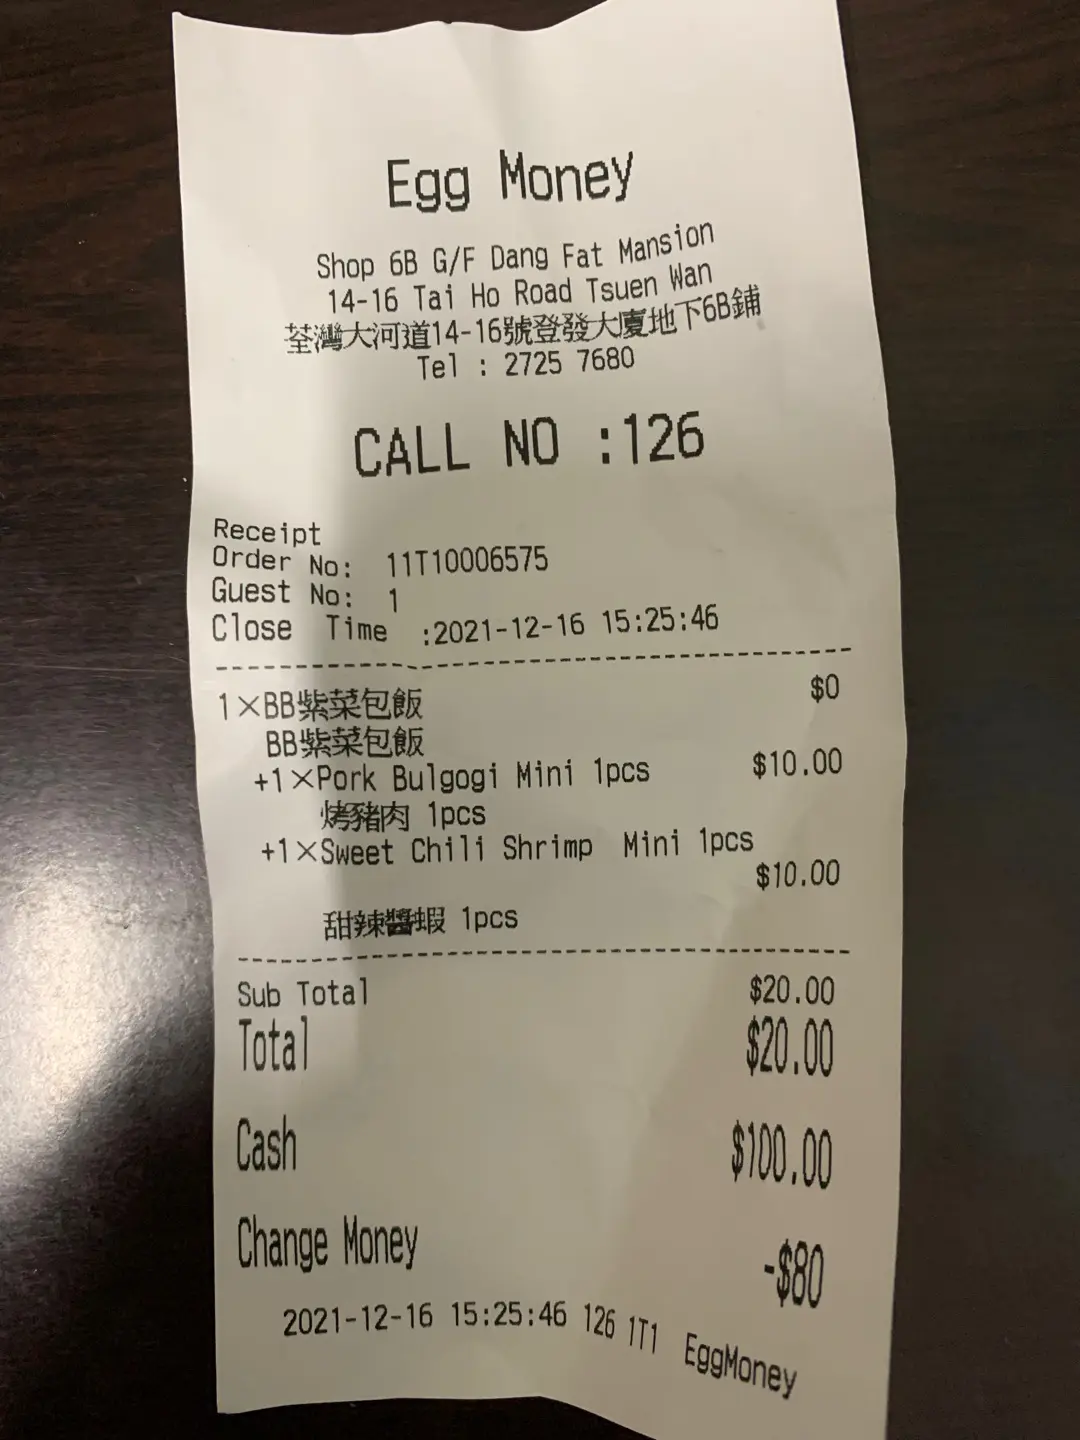 Egg Money
Shop 6B G/F Dang Fat Mansion
14-16 Tai Ho Road Tsuen Wan
荃灣大河道14-16號登發大廈地下6B鋪
Tel : 2725 7680
CALL NO :126
Receipt
Order No: 11T10006575
Guest No: 1
Close Time :2021-12-16 15:25:46
1×BB紫菜包飯 $0
BB紫菜包飯
+1×Pork Bulgogi Mini 1pcs $10.00
烤豬肉 1pcs
+1×Sweet Chili Shrimp Mini 1pcs
$10.00
甜辣醬蝦 1pcs
Sub Total $20.00
Total $20.00
Cash $100.00
Change Money -$80
2021-12-16 15:25:46 126 1T1 EggMoney